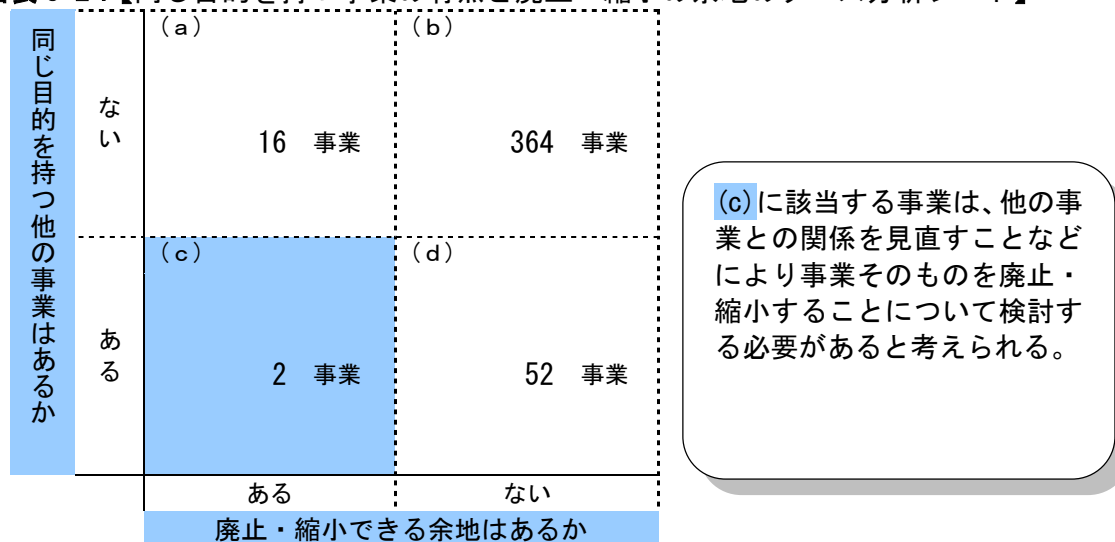 同じ目的を持つ他の事業はあるか
ない
(a)
16 事業
(b)
364 事業
ある
(c)
2 事業
(d)
52 事業
ある
ない
廃止・縮小できる余地はあるか
(c)に該当する事業は、他の事
業との関係を見直すことなど
により事業そのものを廃止・
縮小することについて検討す
る必要があると考えられる。